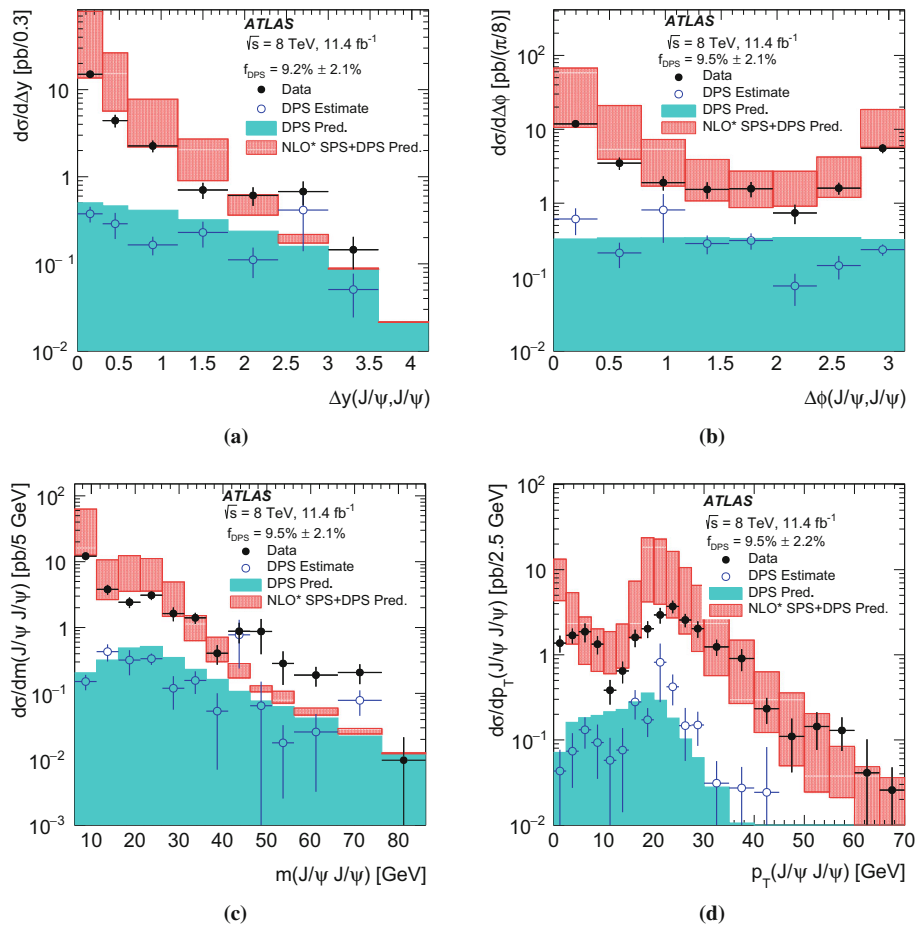 dσ/dΔy [pb/0.3]
ATLAS
√s = 8 TeV, 11.4 fb⁻¹
f_DPS = 9.2% ± 2.1%
Data
DPS Estimate
DPS Pred.
NLO* SPS+DPS Pred.
10
1
10⁻¹
10⁻²
0 0.5 1 1.5 2 2.5 3 3.5 4
Δy(J/ψ,J/ψ)
(a)
dσ/dΔϕ [pb/(π/8)]
ATLAS
√s = 8 TeV, 11.4 fb⁻¹
f_DPS = 9.5% ± 2.1%
Data
DPS Estimate
DPS Pred.
NLO* SPS+DPS Pred.
10²
10
1
10⁻¹
10⁻²
0 0.5 1 1.5 2 2.5 3
Δϕ(J/ψ,J/ψ)
(b)
dσ/dm(J/ψ J/ψ) [pb/5 GeV]
ATLAS
√s = 8 TeV, 11.4 fb⁻¹
f_DPS = 9.5% ± 2.1%
Data
DPS Estimate
DPS Pred.
NLO* SPS+DPS Pred.
10²
10
1
10⁻¹
10⁻²
10⁻³
10 20 30 40 50 60 70 80
m(J/ψ J/ψ) [GeV]
(c)
dσ/dp_T(J/ψ J/ψ) [pb/2.5 GeV]
ATLAS
√s = 8 TeV, 11.4 fb⁻¹
f_DPS = 9.5% ± 2.2%
Data
DPS Estimate
DPS Pred.
NLO* SPS+DPS Pred.
10²
10
1
10⁻¹
10⁻²
0 10 20 30 40 50 60 70
p_T(J/ψ J/ψ) [GeV]
(d)